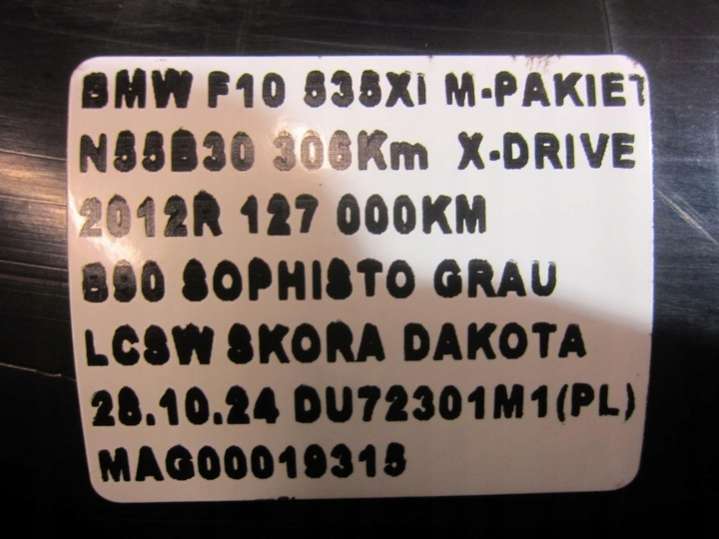 BMW F10 535Xi M-PAKIET
N55B30 306Km X-DRIVE
2012R 127 000KM
B90 SOPHISTO GRAU
LCSW SKORA DAKOTA
28.10.24 DU72301M1(PL)
MAG00019315